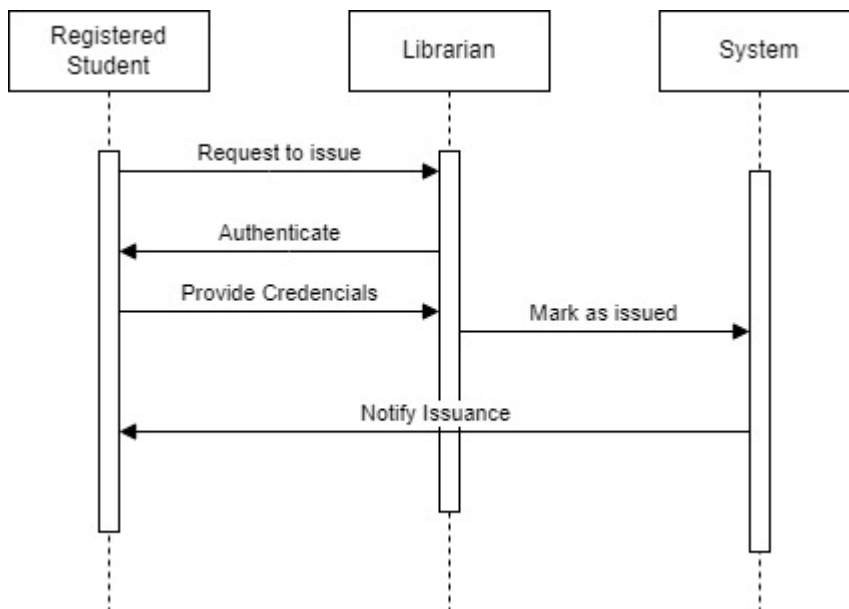 Registered
Student
Librarian
System
Request to issue
Authenticate
Provide Credencials
Mark as issued
Notify Issuance